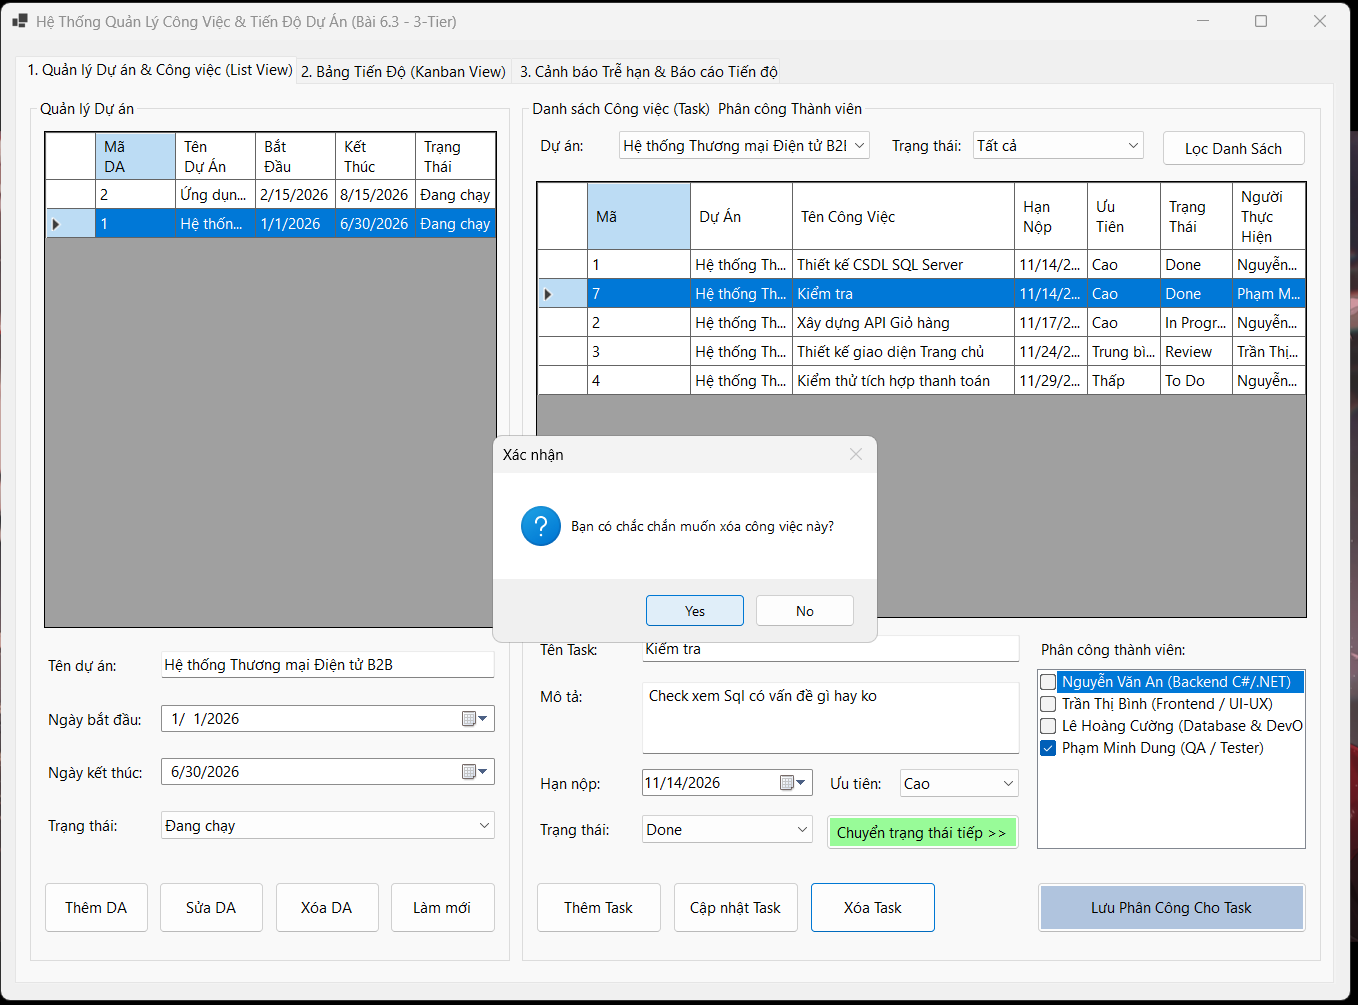 Hệ Thống Quản Lý Công Việc & Tiến Độ Dự Án (Bài 6.3 - 3-Tier)
1. Quản lý Dự án & Công việc (List View)
2. Bảng Tiến Độ (Kanban View)
3. Cảnh báo Trễ hạn & Báo cáo Tiến độ
Quản lý Dự án
Mã DA
Tên Dự Án
Bắt Đầu
Kết Thúc
Trạng Thái
2 Ứng dụn... 2/15/2026 8/15/2026 Đang chạy
1 Hệ thốn... 1/1/2026 6/30/2026 Đang chạy
Tên dự án: Hệ thống Thương mại Điện tử B2B
Ngày bắt đầu: 1/ 1/2026
Ngày kết thúc: 6/30/2026
Trạng thái: Đang chạy
Thêm DA
Sửa DA
Xóa DA
Làm mới
Danh sách Công việc (Task) Phân công Thành viên
Dự án: Hệ thống Thương mại Điện tử
Trạng thái: Tất cả
Lọc Danh Sách
Mã
Dự Án
Tên Công Việc
Hạn Nộp
Ưu Tiên
Trạng Thái
Người Thực Hiện
1 Hệ thống Th... Thiết kế CSDL SQL Server 11/14/2... Cao Done Nguyễn...
7 Hệ thống Th... Kiểm tra 11/14/2... Cao Done Phạm M...
2 Hệ thống Th... Xây dựng API Giỏ hàng 11/17/2... Cao In Progr... Nguyễn...
3 Hệ thống Th... Thiết kế giao diện Trang chủ 11/24/2... Trung bì... Review Trần Thị...
4 Hệ thống Th... Kiểm thử tích hợp thanh toán 11/29/2... Thấp To Do Nguyễn...
Xác nhận
Bạn có chắc chắn muốn xóa công việc này?
Yes
No
Tên Task: Kiểm tra
Mô tả: Check xem Sql có vấn đề gì hay ko
Hạn nộp: 11/14/2026
Ưu tiên: Cao
Trạng thái: Done
Chuyển trạng thái tiếp >>
Thêm Task
Cập nhật Task
Xóa Task
Phân công thành viên:
Nguyễn Văn An (Backend C#/.NET)
Trần Thị Bình (Frontend / UI-UX)
Lê Hoàng Cường (Database & DevO
Phạm Minh Dung (QA / Tester)
Lưu Phân Công Cho Task